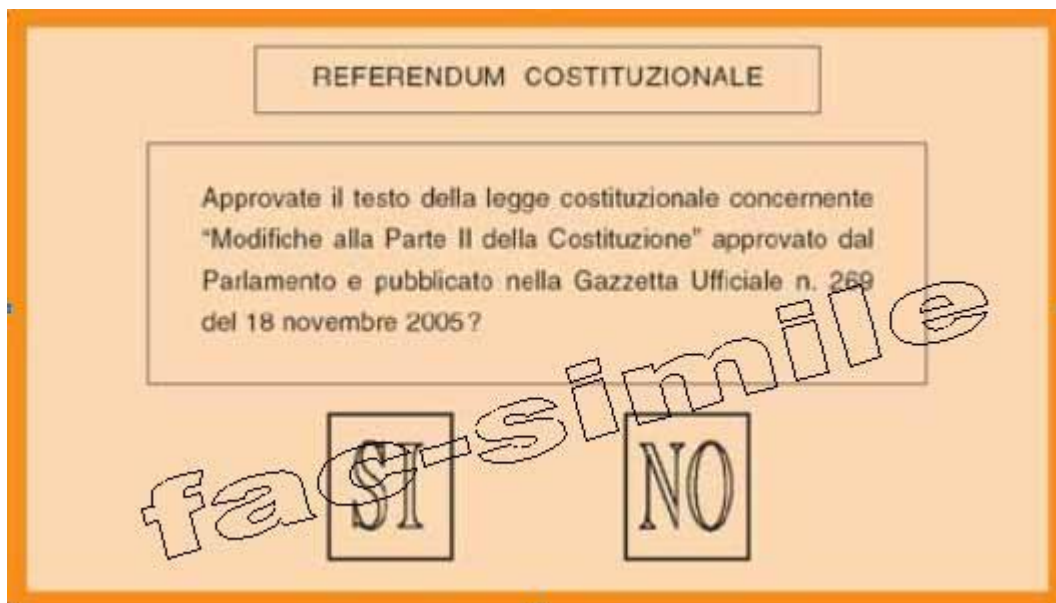 REFERENDUM COSTITUZIONALE
Approvate il testo della legge costituzionale concernente
“Modifiche alla Parte II della Costituzione” approvato dal
Parlamento e pubblicato nella Gazzetta Ufficiale n. 269
del 18 novembre 2005?
fac-simile
SI
NO